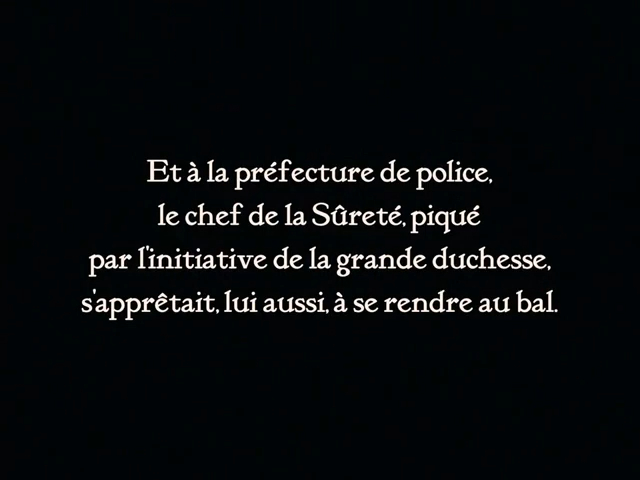 Et à la préfecture de police,
le chef de la Sûreté, piqué
par l'initiative de la grande duchesse,
s'apprêtait, lui aussi, à se rendre au bal.